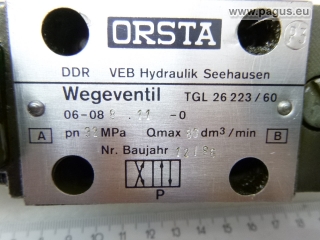 © www.pagus.eu
ORSTA
DDR VEB Hydraulik Seehausen
Wegeventil TGL 26 223/60
06-08 -0
A pn 32 MPa Qmax dm³/min B
Nr. Baujahr
P